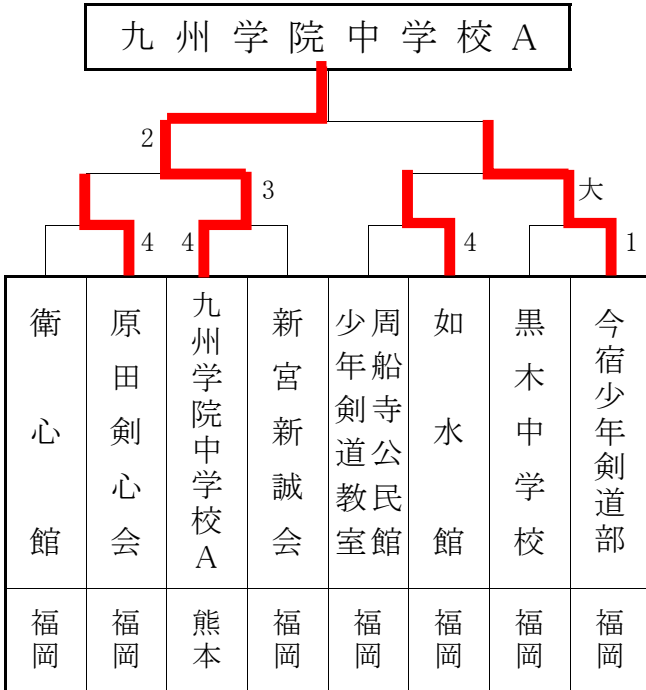 九州学院中学校A
2
3
大
4
4
4
1
衛心館
原田剣心会
九州学院中学校A
新宮新誠会
周船寺公民館
少年剣道教室
如水館
黒木中学校
今宿少年剣道部
福岡
福岡
熊本
福岡
福岡
福岡
福岡
福岡